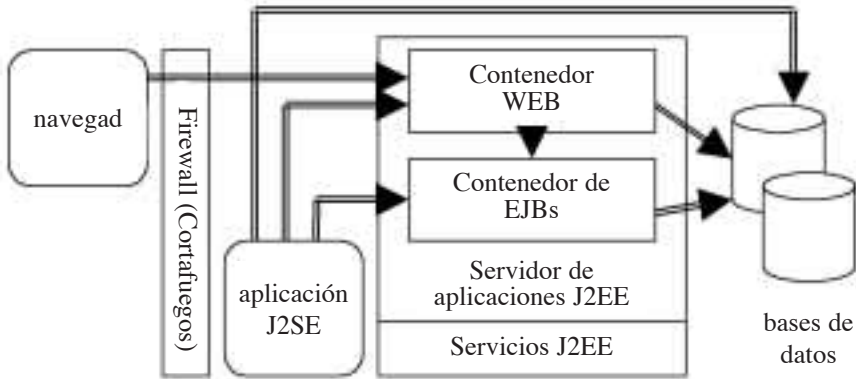 navegad
Firewall (Cortafuegos)
aplicación
J2SE
Contenedor
WEB
Contenedor de
EJBs
Servidor de
aplicaciones J2EE
Servicios J2EE
bases de
datos